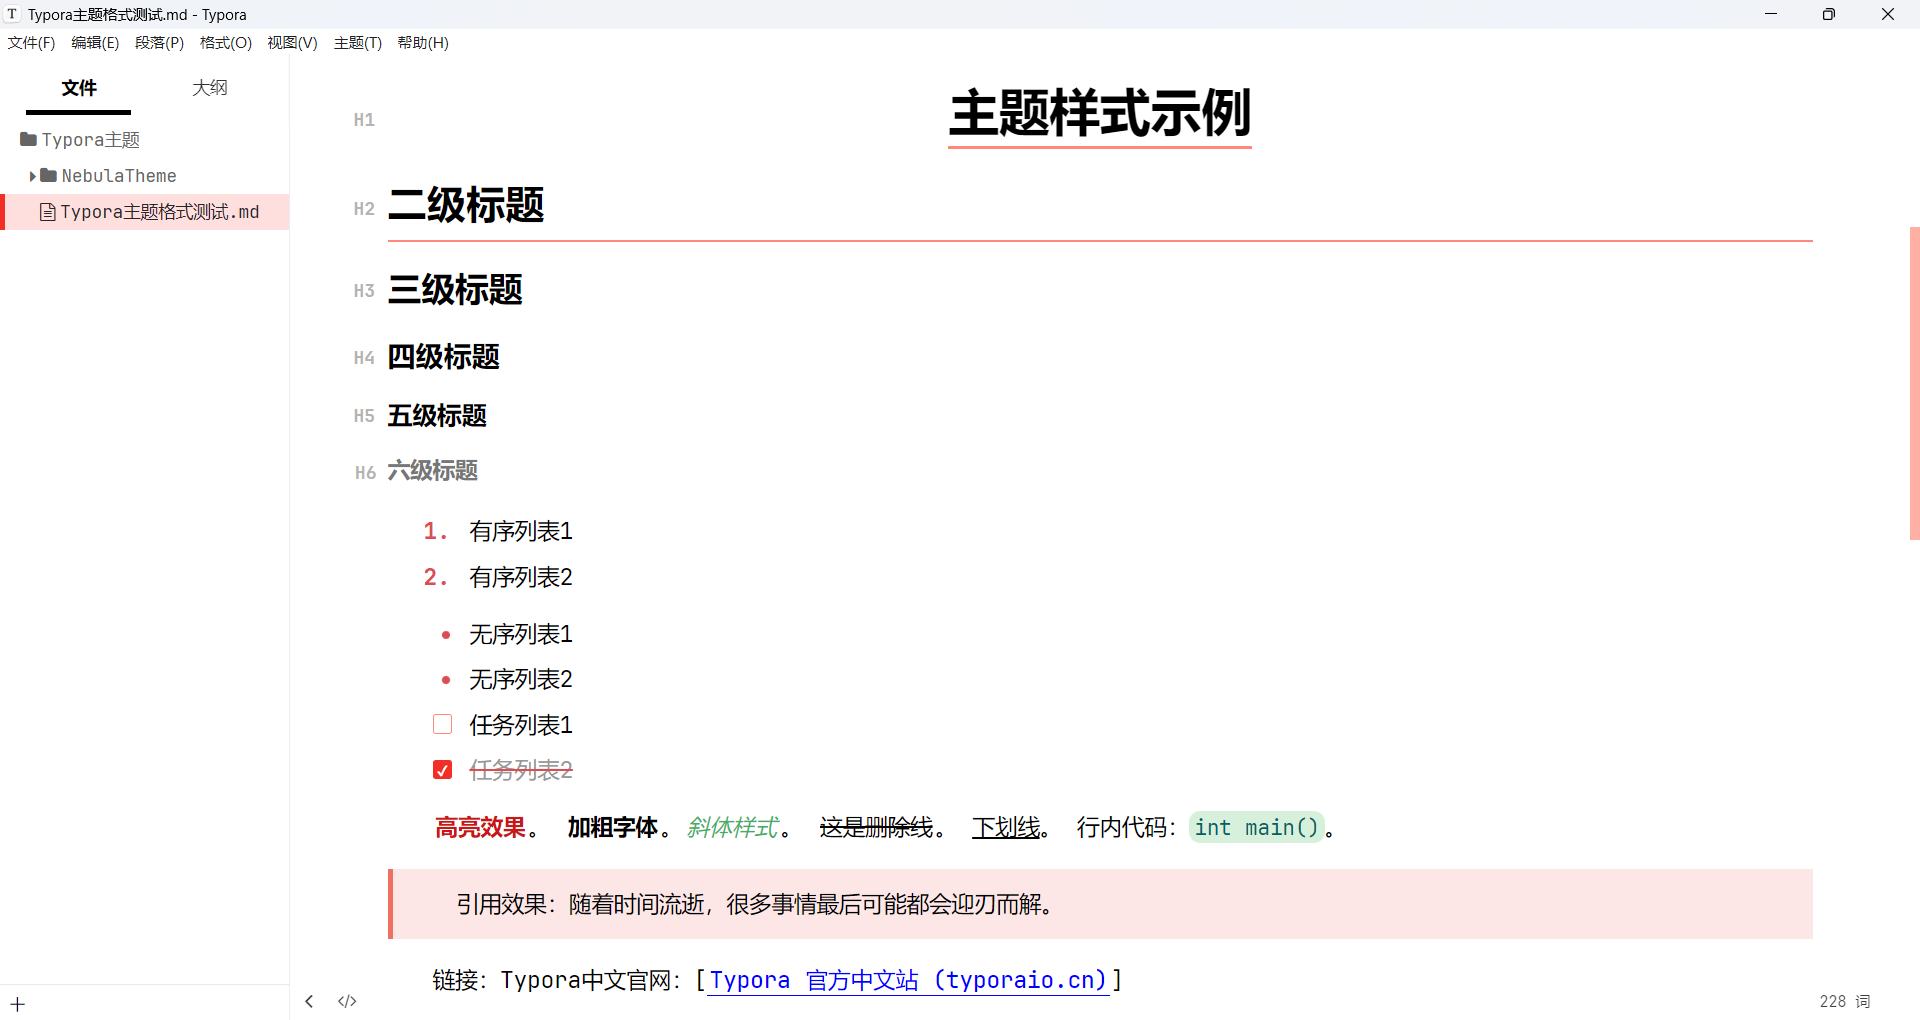 T Typora主题格式测试.md - Typora
文件(F) 编辑(E) 段落(P) 格式(O) 视图(V) 主题(T) 帮助(H)
文件 大纲
Typora主题
NebulaTheme
Typora主题格式测试.md
H1 主题样式示例
H2 二级标题
H3 三级标题
H4 四级标题
H5 五级标题
H6 六级标题
1. 有序列表1
2. 有序列表2
• 无序列表1
• 无序列表2
任务列表1
任务列表2
高亮效果。 加粗字体。 斜体样式。 这是删除线。 下划线。 行内代码：int main()。
引用效果：随着时间流逝，很多事情最后可能都会迎刃而解。
链接：Typora中文官网：[Typora 官方中文站 (typoraio.cn)]
+ < </> 228 词